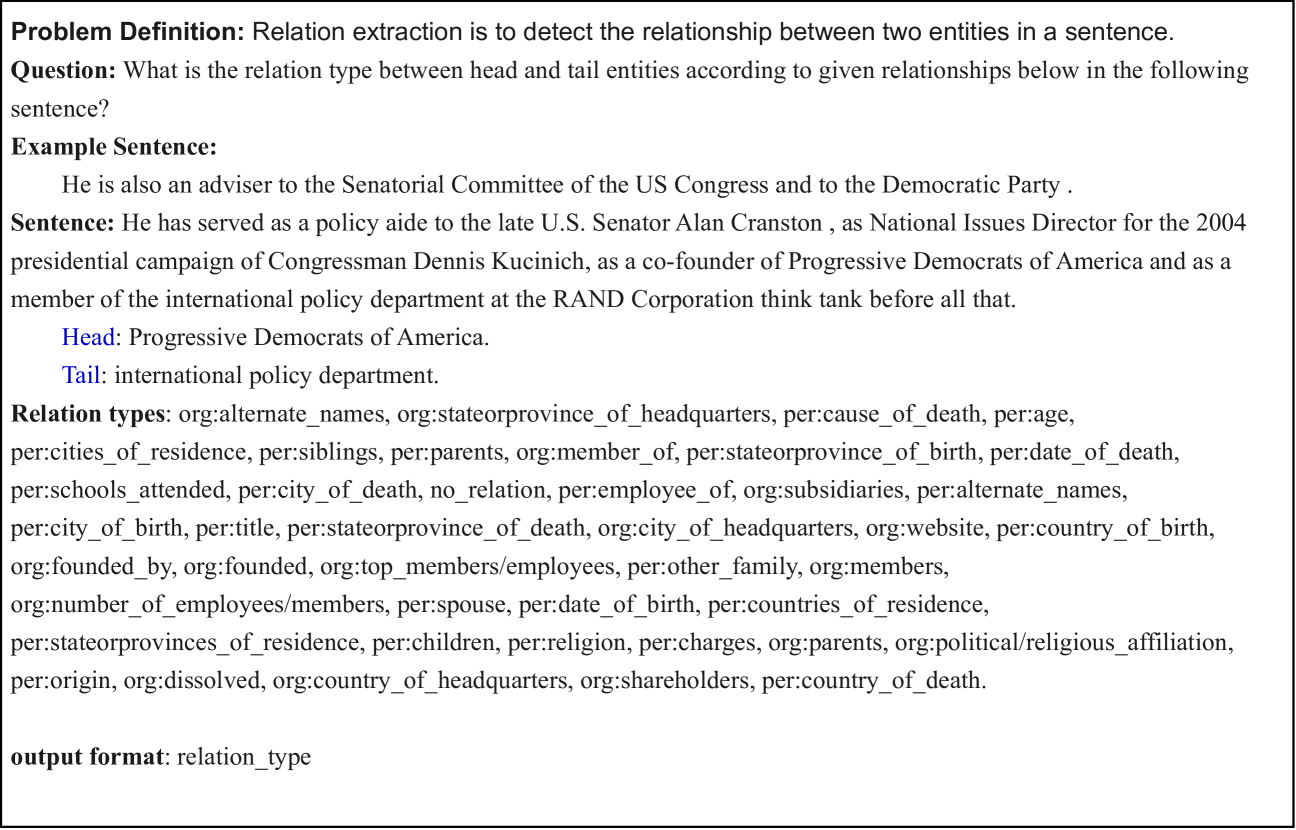 Problem Definition: Relation extraction is to detect the relationship between two entities in a sentence.
Question: What is the relation type between head and tail entities according to given relationships below in the following
sentence?
Example Sentence:
He is also an adviser to the Senatorial Committee of the US Congress and to the Democratic Party .
Sentence: He has served as a policy aide to the late U.S. Senator Alan Cranston , as National Issues Director for the 2004
presidential campaign of Congressman Dennis Kucinich, as a co-founder of Progressive Democrats of America and as a
member of the international policy department at the RAND Corporation think tank before all that.
Head: Progressive Democrats of America.
Tail: international policy department.
Relation types: org:alternate_names, org:stateorprovince_of_headquarters, per:cause_of_death, per:age,
per:cities_of_residence, per:siblings, per:parents, org:member_of, per:stateorprovince_of_birth, per:date_of_death,
per:schools_attended, per:city_of_death, no_relation, per:employee_of, org:subsidiaries, per:alternate_names,
per:city_of_birth, per:title, per:stateorprovince_of_death, org:city_of_headquarters, org:website, per:country_of_birth,
org:founded_by, org:founded, org:top_members/employees, per:other_family, org:members,
org:number_of_employees/members, per:spouse, per:date_of_birth, per:countries_of_residence,
per:stateorprovinces_of_residence, per:children, per:religion, per:charges, org:parents, org:political/religious_affiliation,
per:origin, org:dissolved, org:country_of_headquarters, org:shareholders, per:country_of_death.
output format: relation_type